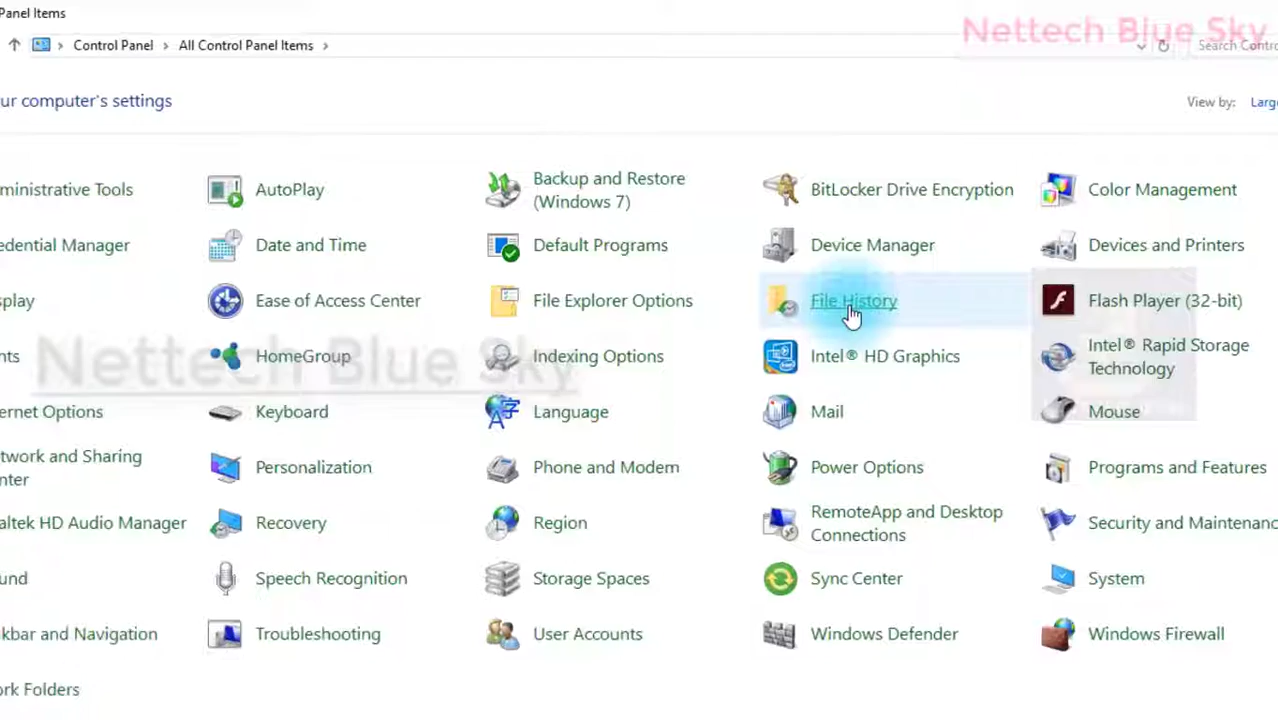 Panel Items
Nettech Blue Sky
Control Panel > All Control Panel Items >
Search Contro
ur computer's settings
View by: Larg
ministrative Tools
AutoPlay
Backup and Restore
(Windows 7)
BitLocker Drive Encryption
Color Management
edential Manager
Date and Time
Default Programs
Device Manager
Devices and Printers
splay
Ease of Access Center
File Explorer Options
File History
Flash Player (32-bit)
nts
HomeGroup
Indexing Options
Intel® HD Graphics
Intel® Rapid Storage
Technology
Nettech Blue Sky
ernet Options
Keyboard
Language
Mail
Mouse
twork and Sharing
nter
Personalization
Phone and Modem
Power Options
Programs and Features
altek HD Audio Manager
Recovery
Region
RemoteApp and Desktop
Connections
Security and Maintenanc
und
Speech Recognition
Storage Spaces
Sync Center
System
kbar and Navigation
Troubleshooting
User Accounts
Windows Defender
Windows Firewall
ork Folders